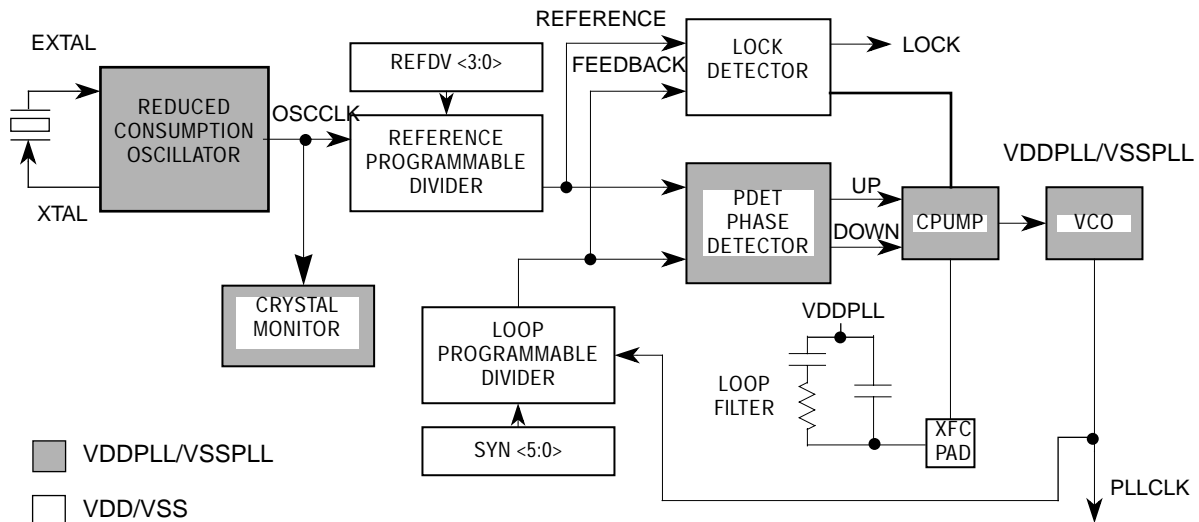 EXTAL
REDUCED
CONSUMPTION
OSCILLATOR
XTAL
OSCCLK
REFDV <3:0>
REFERENCE
PROGRAMMABLE
DIVIDER
REFERENCE
FEEDBACK
LOCK
DETECTOR
LOCK
CRYSTAL
MONITOR
PDET
PHASE
DETECTOR
UP
DOWN
CPUMP
VDDPLL/VSSPLL
VCO
LOOP
PROGRAMMABLE
DIVIDER
SYN <5:0>
VDDPLL
LOOP
FILTER
XFC
PAD
PLLCLK
VDDPLL/VSSPLL
VDD/VSS